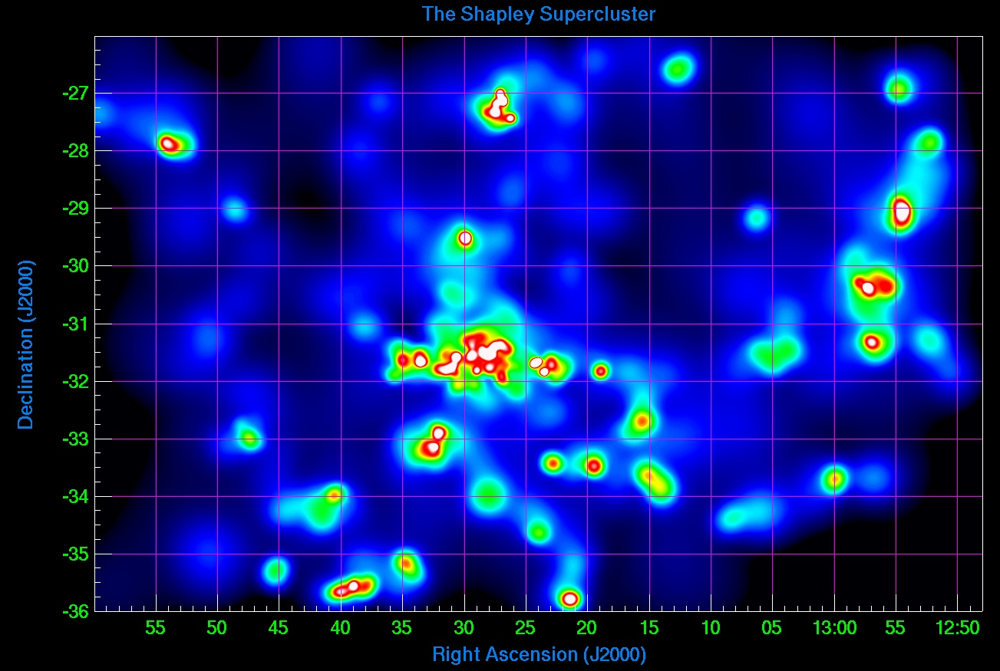 The Shapley Supercluster
Declination (J2000)
-27
-28
-29
-30
-31
-32
-33
-34
-35
-36
55 50 45 40 35 30 25 20 15 10 05 13:00 55 12:50
Right Ascension (J2000)